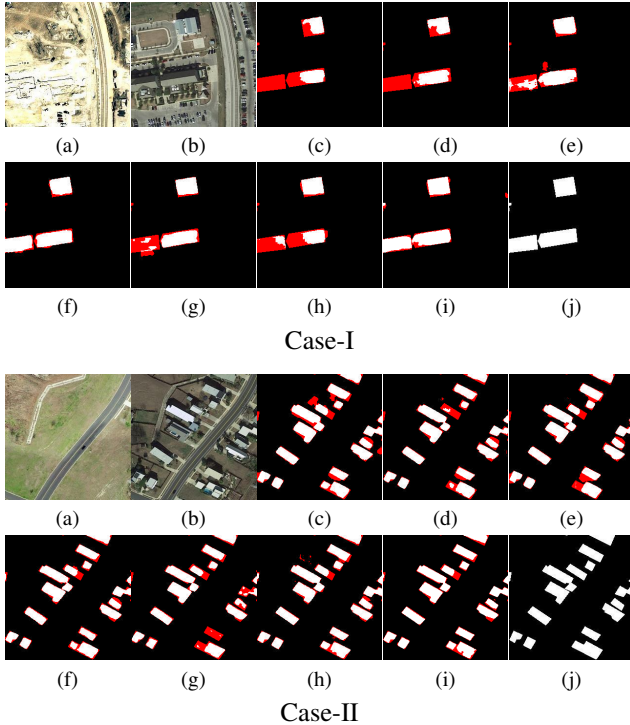 (a) (b) (c) (d) (e)
(f) (g) (h) (i) (j)
Case-I
(a) (b) (c) (d) (e)
(f) (g) (h) (i) (j)
Case-II